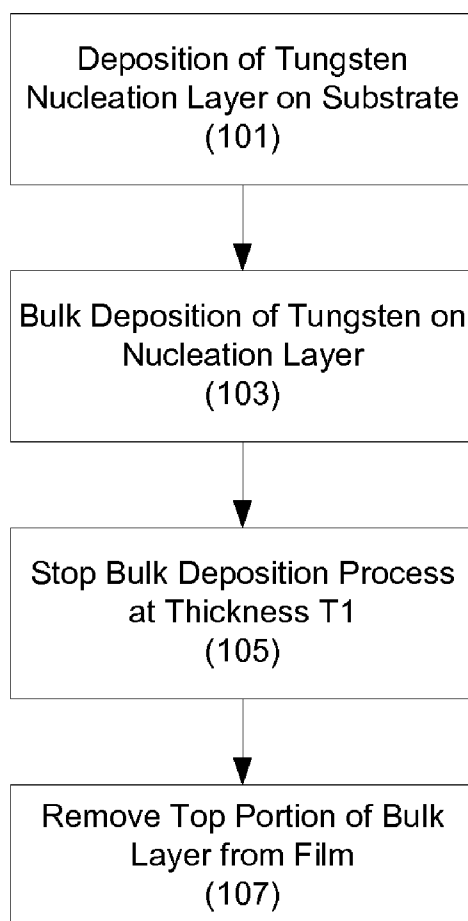 Deposition of Tungsten
Nucleation Layer on Substrate
(101)
Bulk Deposition of Tungsten on
Nucleation Layer
(103)
Stop Bulk Deposition Process
at Thickness T1
(105)
Remove Top Portion of Bulk
Layer from Film
(107)